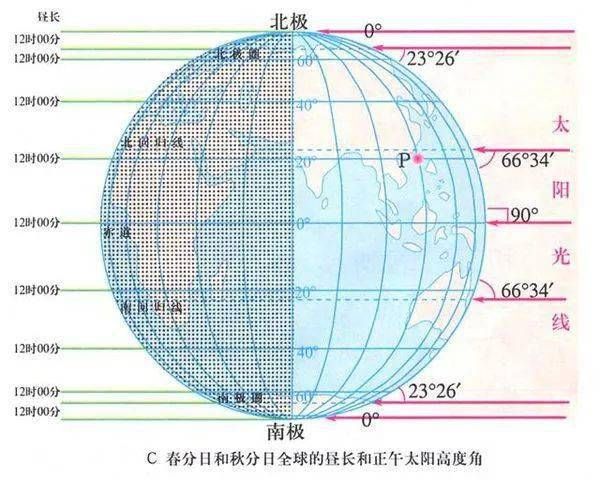 昼长
北极
0°
12时00分
12时00分
北极圈
60°
23°26′
12时00分
40°
太
北回归线
12时00分
20°
P
66°34′
阳
90°
12时00分
赤道
0°
光
12时00分
20°
66°34′
南回归线
线
12时00分
40°
12时00分
60°
23°26′
南极圈
12时00分
0°
南极
C 春分日和秋分日全球的昼长和正午太阳高度角